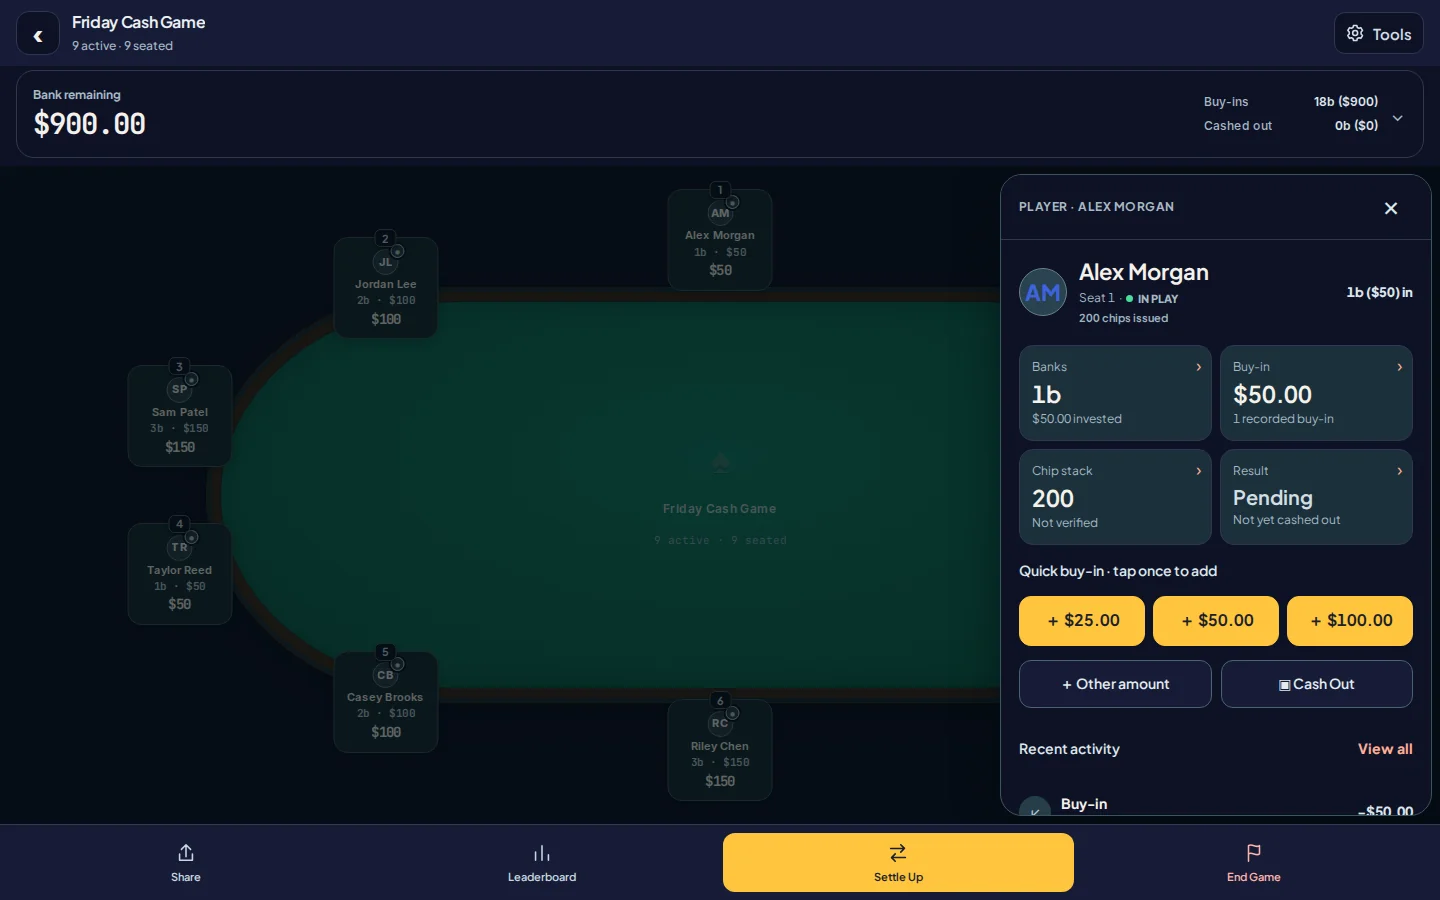 Friday Cash Game
9 active · 9 seated
Tools
Bank remaining
$900.00
Buy-ins 18b ($900)
Cashed out 0b ($0)
1
AM
Alex Morgan
1b · $50
$50
2
JL
Jordan Lee
2b · $100
$100
3
SP
Sam Patel
3b · $150
$150
4
TR
Taylor Reed
1b · $50
$50
5
CB
Casey Brooks
2b · $100
$100
6
RC
Riley Chen
3b · $150
$150
Friday Cash Game
9 active · 9 seated
PLAYER · ALEX MORGAN
AM
Alex Morgan
Seat 1 · IN PLAY
200 chips issued
1b ($50) in
Banks
1b
$50.00 invested
Buy-in
$50.00
1 recorded buy-in
Chip stack
200
Not verified
Result
Pending
Not yet cashed out
Quick buy-in · tap once to add
+ $25.00
+ $50.00
+ $100.00
+ Other amount
Cash Out
Recent activity
View all
Buy-in
-$50.00
Share
Leaderboard
Settle Up
End Game